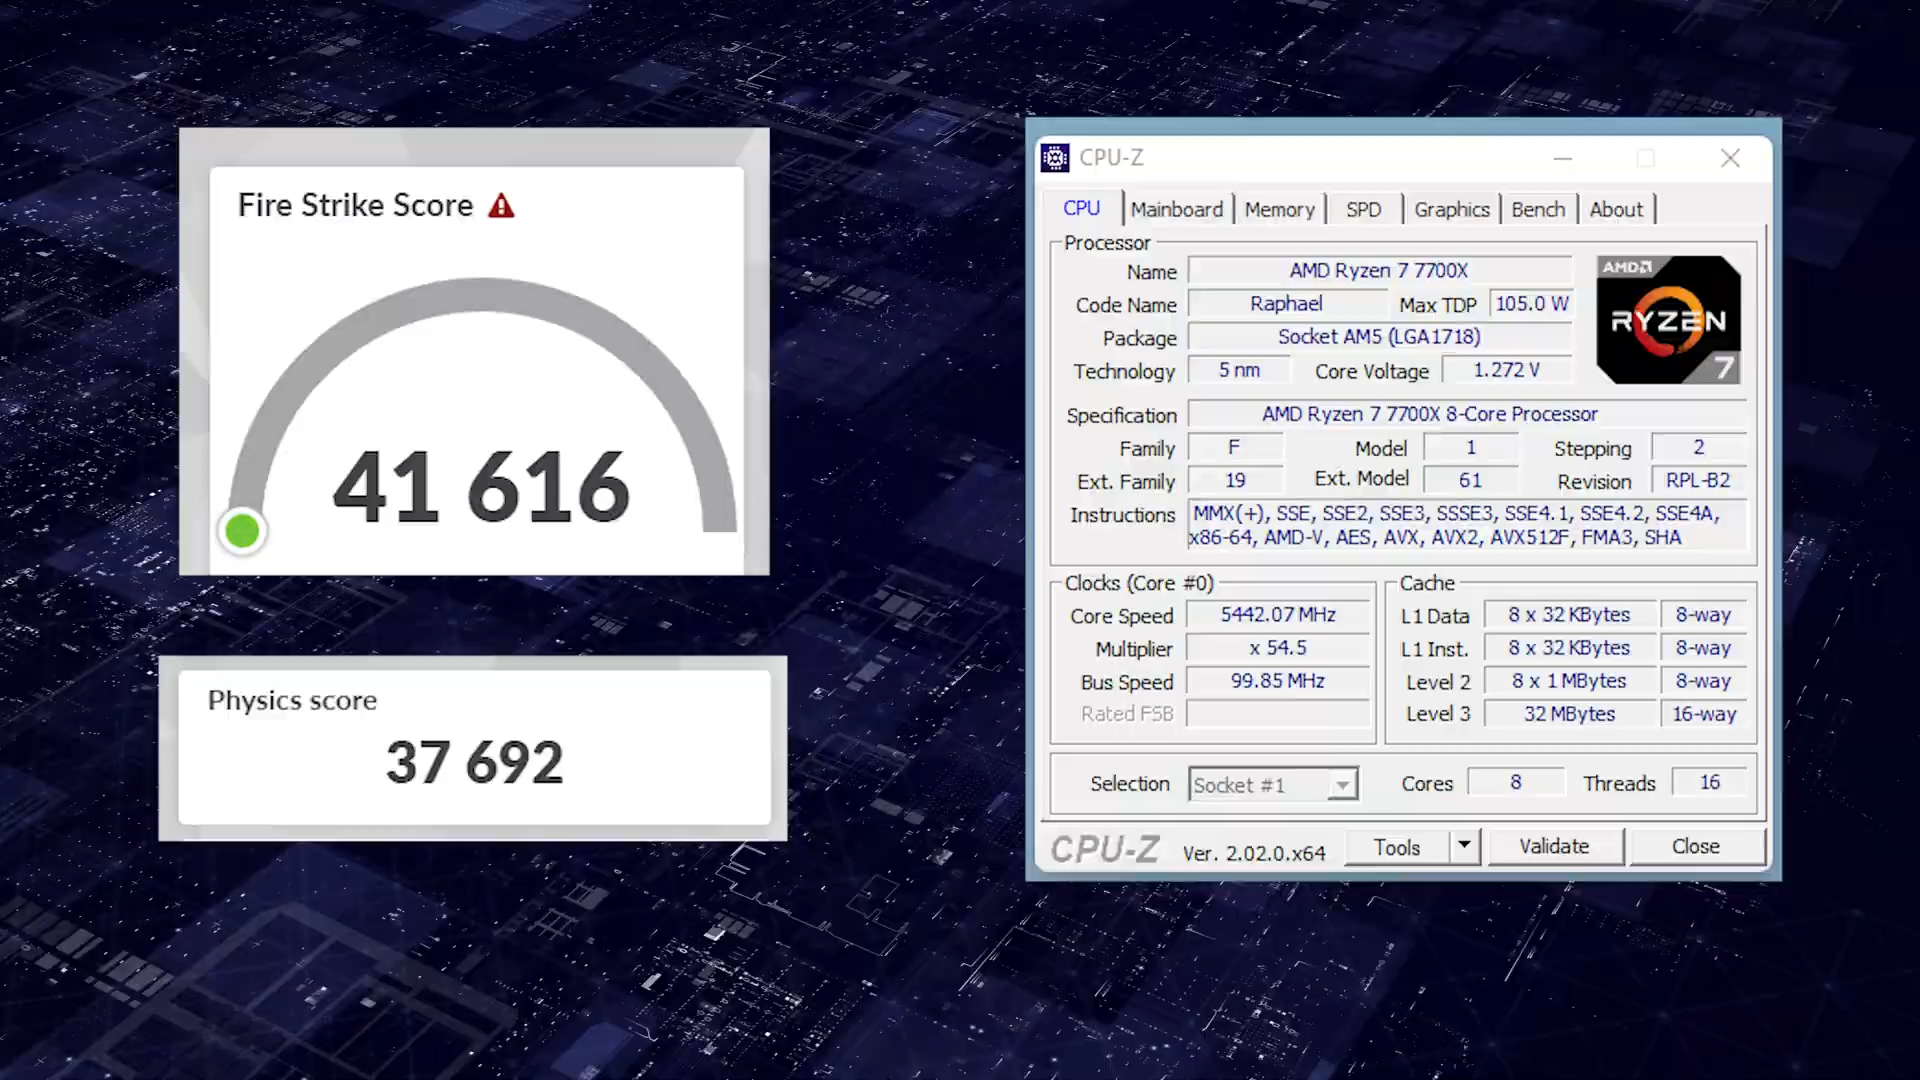 Fire Strike Score
41 616
Physics score
37 692
CPU-Z
CPU Mainboard Memory SPD Graphics Bench About
Processor
Name AMD Ryzen 7 7700X
Code Name Raphael Max TDP 105.0 W
Package Socket AM5 (LGA1718)
Technology 5 nm Core Voltage 1.272 V
AMD
RYZEN
7
Specification AMD Ryzen 7 7700X 8-Core Processor
Family F Model 1 Stepping 2
Ext. Family 19 Ext. Model 61 Revision RPL-B2
Instructions MMX(+), SSE, SSE2, SSE3, SSSE3, SSE4.1, SSE4.2, SSE4A,
x86-64, AMD-V, AES, AVX, AVX2, AVX512F, FMA3, SHA
Clocks (Core #0)
Core Speed 5442.07 MHz
Multiplier x 54.5
Bus Speed 99.85 MHz
Rated FSB
Cache
L1 Data 8 x 32 KBytes 8-way
L1 Inst. 8 x 32 KBytes 8-way
Level 2 8 x 1 MBytes 8-way
Level 3 32 MBytes 16-way
Selection Socket #1 Cores 8 Threads 16
CPU-Z Ver. 2.02.0.x64 Tools Validate Close